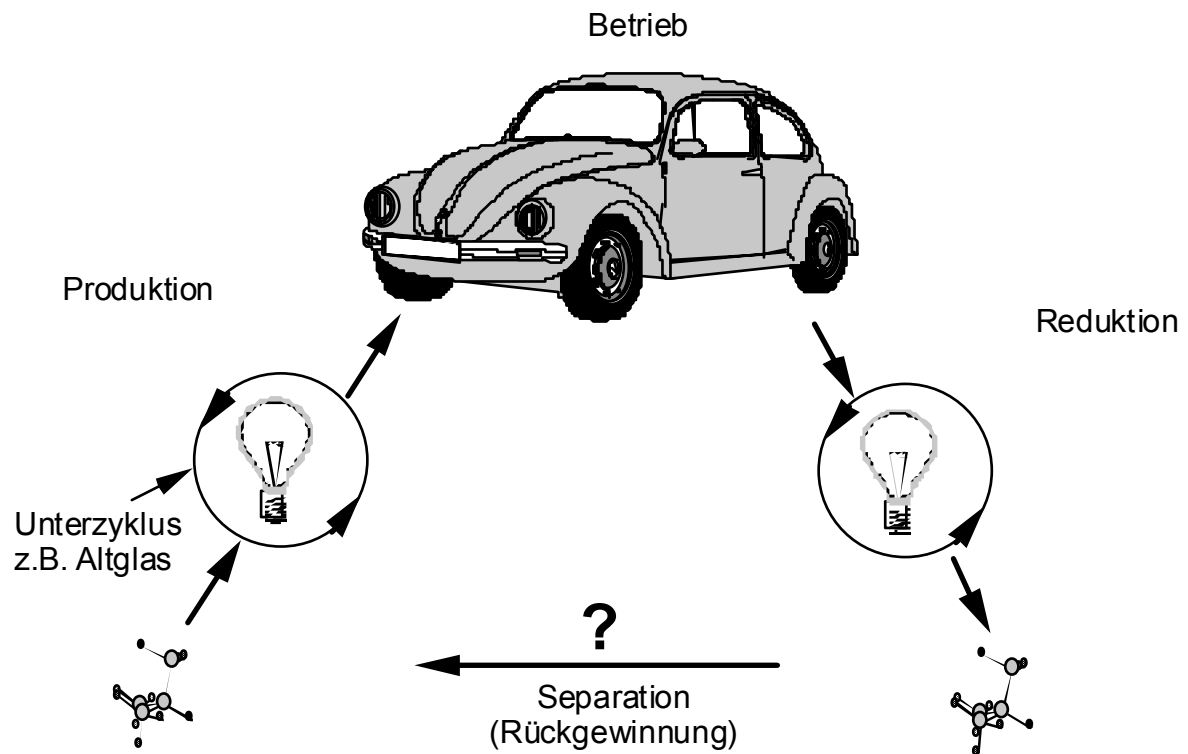 Betrieb
Produktion
Reduktion
Unterzyklus
z.B. Altglas
?
Separation
(Rückgewinnung)